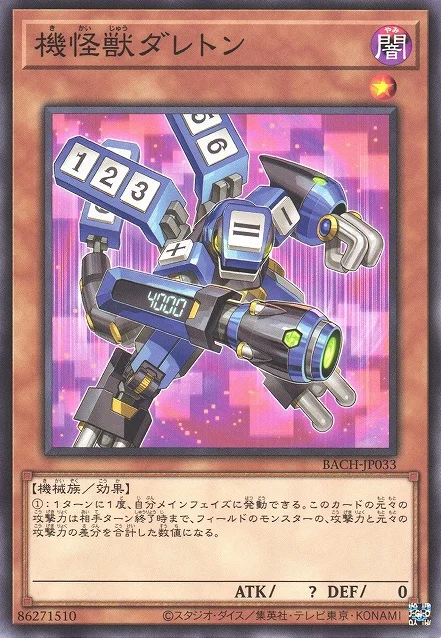 機怪獣ダレトン
闇
123
456
+
=
-
4000
BACH-JP033
【機械族/効果】
①:1ターンに1度、自分メインフェイズに発動できる。このカードの元々の
攻撃力は相手ターン終了時まで、フィールドのモンスターの、攻撃力と元々の
攻撃力の差分を合計した数値になる。
ATK/ ? DEF/ 0
86271510
©スタジオ・ダイス/集英社・テレビ東京・KONAMI